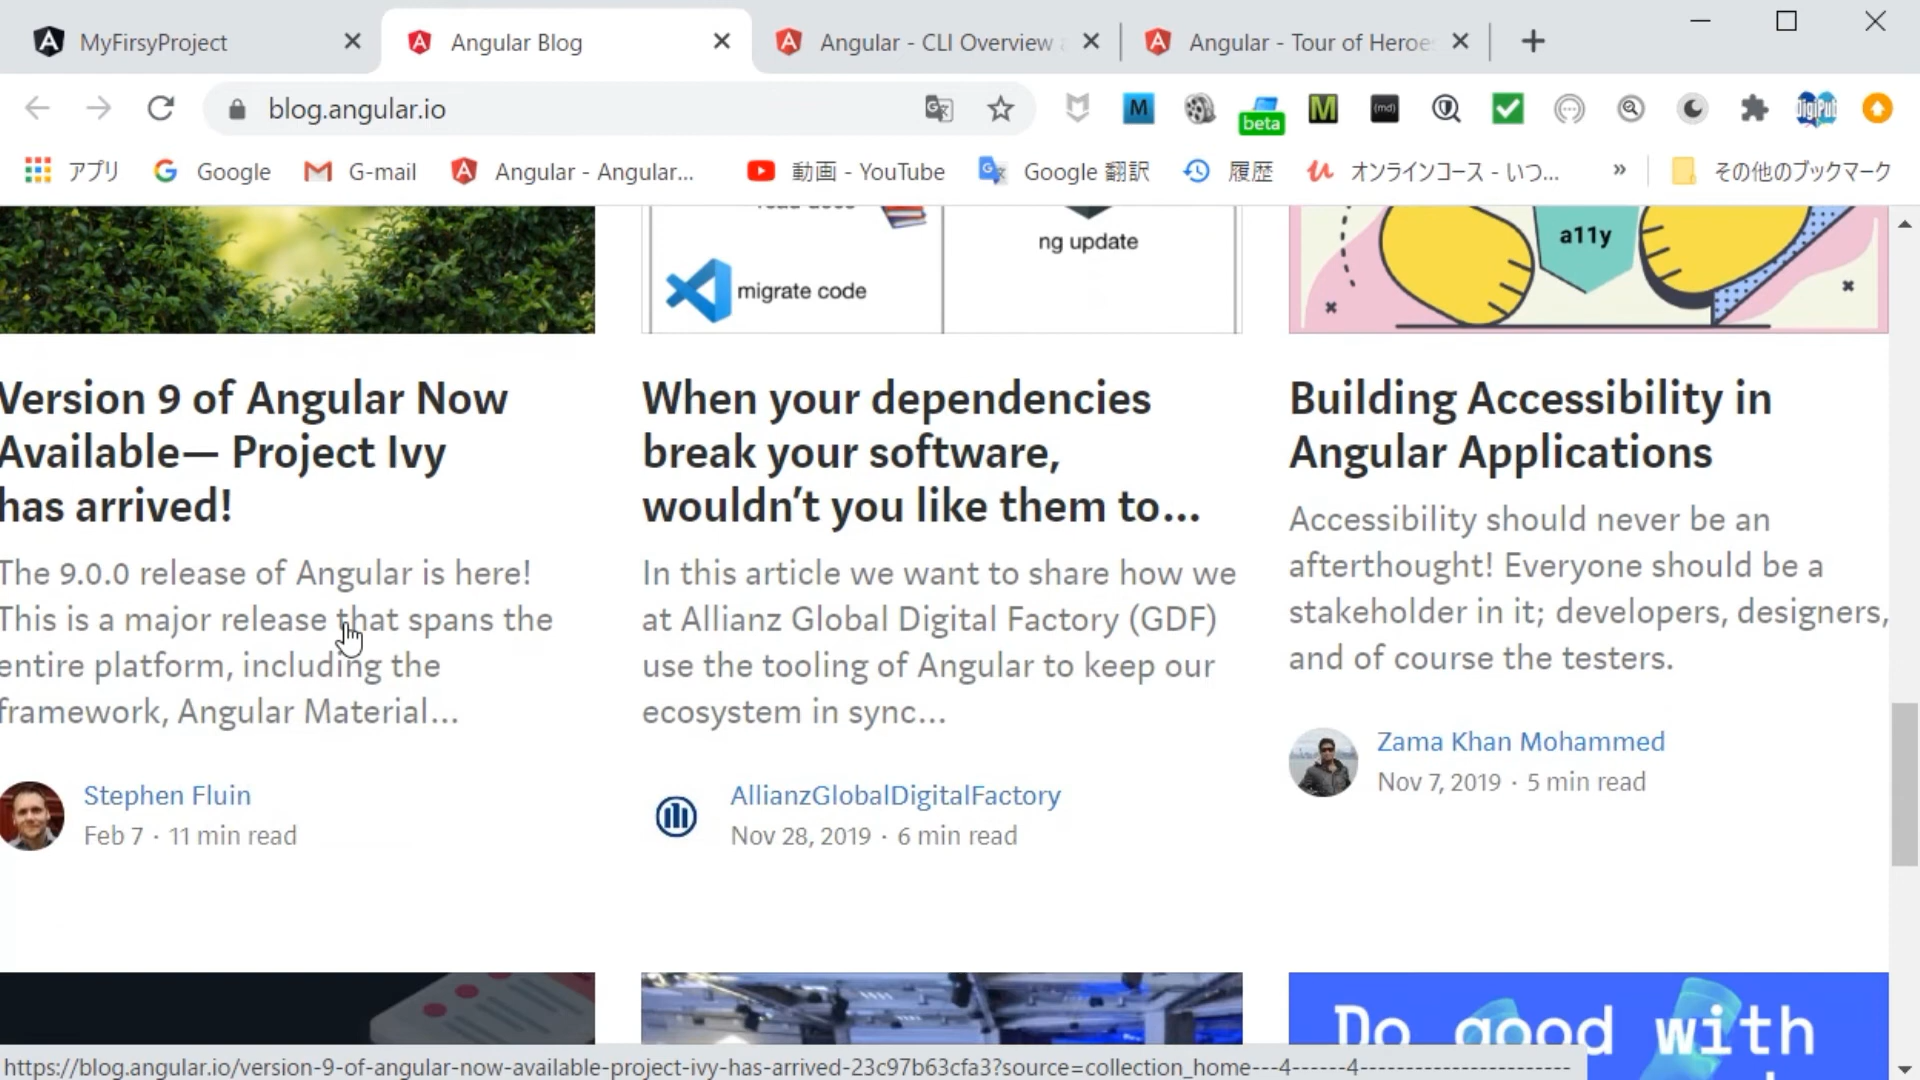 MyFirsyProject
Angular Blog
Angular - CLI Overview
Angular - Tour of Heroe
blog.angular.io
M
beta
M
{md}
DigiPub
アプリ
Google
G-mail
Angular - Angular...
動画 - YouTube
Google 翻訳
履歴
オンラインコース - いつ...
»
その他のブックマーク
read docs
migrate code
ng update
a11y
Version 9 of Angular Now
Available— Project Ivy
has arrived!
The 9.0.0 release of Angular is here!
This is a major release that spans the
entire platform, including the
framework, Angular Material...
Stephen Fluin
Feb 7 · 11 min read
When your dependencies
break your software,
wouldn’t you like them to...
In this article we want to share how we
at Allianz Global Digital Factory (GDF)
use the tooling of Angular to keep our
ecosystem in sync...
AllianzGlobalDigitalFactory
Nov 28, 2019 · 6 min read
Building Accessibility in
Angular Applications
Accessibility should never be an
afterthought! Everyone should be a
stakeholder in it; developers, designers,
and of course the testers.
Zama Khan Mohammed
Nov 7, 2019 · 5 min read
Do good with
https://blog.angular.io/version-9-of-angular-now-available-project-ivy-has-arrived-23c97b63cfa3?source=collection_home---4------4-----------------------